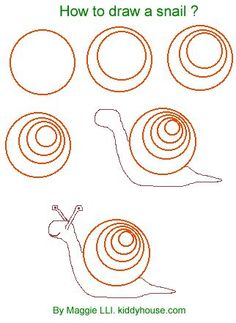 How to draw a snail ?
By Maggie LLI. kiddyhouse.com